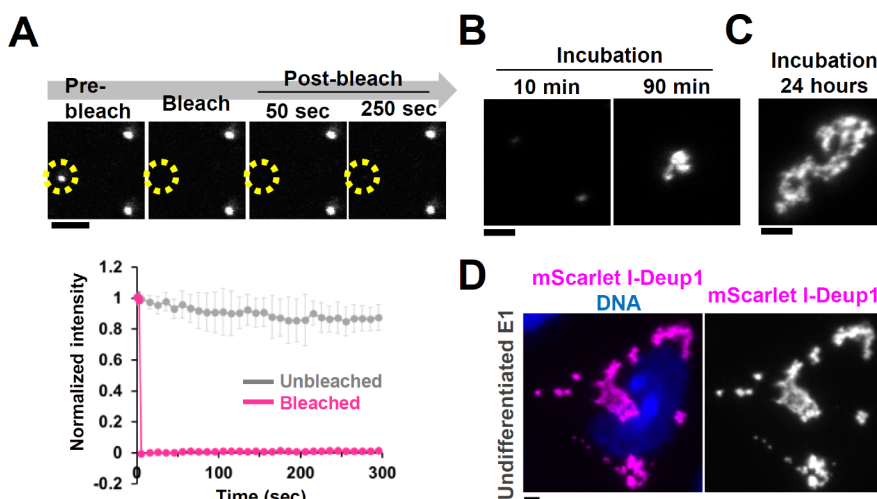 A
Pre-
bleach
Bleach
Post-bleach
50 sec
250 sec
1.2
1
0.8
0.6
0.4
0.2
0
-0.2
Normalized intensity
Unbleached
Bleached
0
100
200
300
Time (sec)
B
Incubation
10 min
90 min
C
Incubation
24 hours
D
mScarlet I-Deup1
DNA
mScarlet I-Deup1
Undifferentiated E1